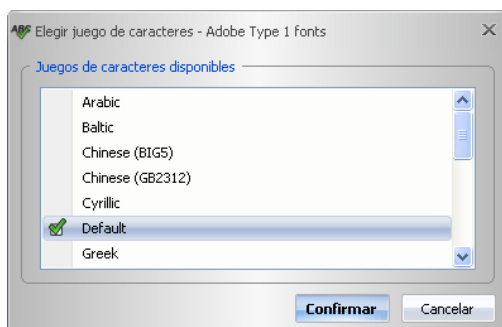 Elegir juego de caracteres - Adobe Type 1 fonts
Juegos de caracteres disponibles
Arabic
Baltic
Chinese (BIG5)
Chinese (GB2312)
Cyrillic
Default
Greek
Confirmar Cancelar